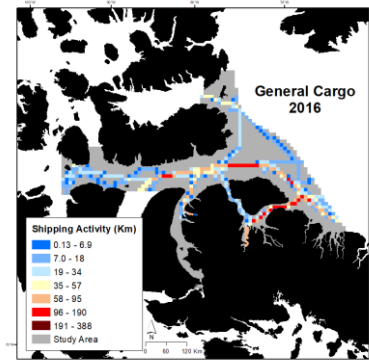 General Cargo
2016
Shipping Activity (Km)
0.13 - 6.9
7.0 - 18
19 - 34
35 - 57
58 - 95
96 - 190
191 - 388
Study Area
N
0 60 120 Km